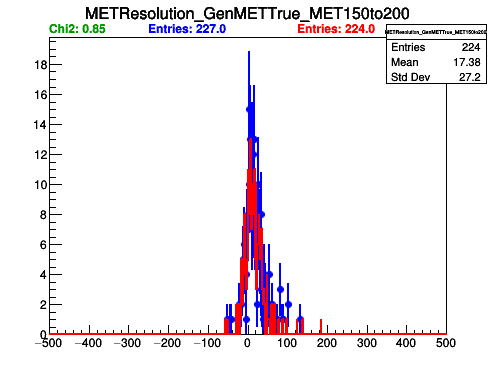 METResolution_GenMETTrue_MET150to200
Chi2: 0.85 Entries: 227.0 Entries: 224.0
METResolution_GenMETTrue_MET150to200
Entries 224
Mean 17.38
Std Dev 27.2
18
16
14
12
10
8
6
4
2
0
−500 −400 −300 −200 −100 0 100 200 300 400 500